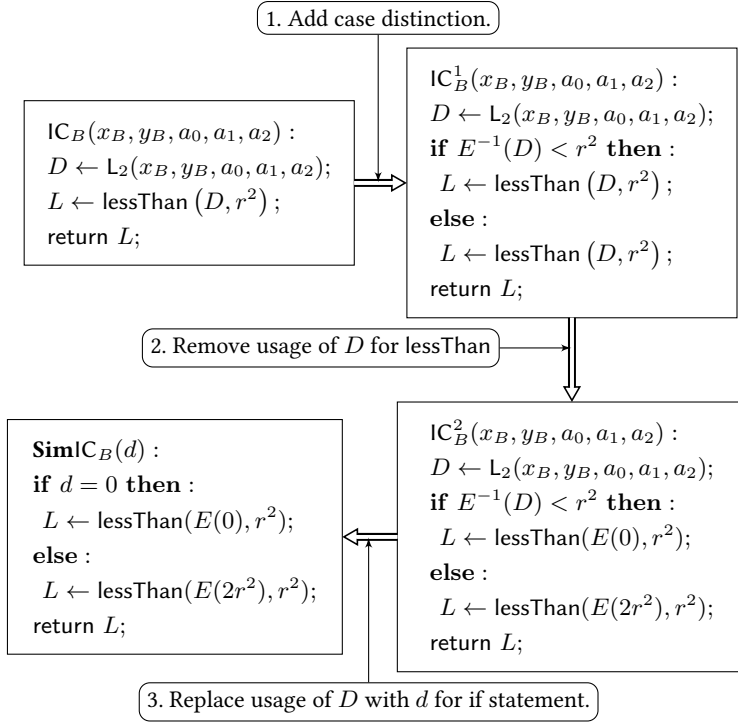 1. Add case distinction.
IC_B(x_B, y_B, a_0, a_1, a_2) :
D ← L_2(x_B, y_B, a_0, a_1, a_2);
L ← lessThan (D, r^2) ;
return L;
IC_B^1(x_B, y_B, a_0, a_1, a_2) :
D ← L_2(x_B, y_B, a_0, a_1, a_2);
if E^{-1}(D) < r^2 then :
L ← lessThan (D, r^2) ;
else :
L ← lessThan (D, r^2) ;
return L;
2. Remove usage of D for lessThan
IC_B^2(x_B, y_B, a_0, a_1, a_2) :
D ← L_2(x_B, y_B, a_0, a_1, a_2);
if E^{-1}(D) < r^2 then :
L ← lessThan(E(0), r^2);
else :
L ← lessThan(E(2r^2), r^2);
return L;
SimIC_B(d) :
if d = 0 then :
L ← lessThan(E(0), r^2);
else :
L ← lessThan(E(2r^2), r^2);
return L;
3. Replace usage of D with d for if statement.